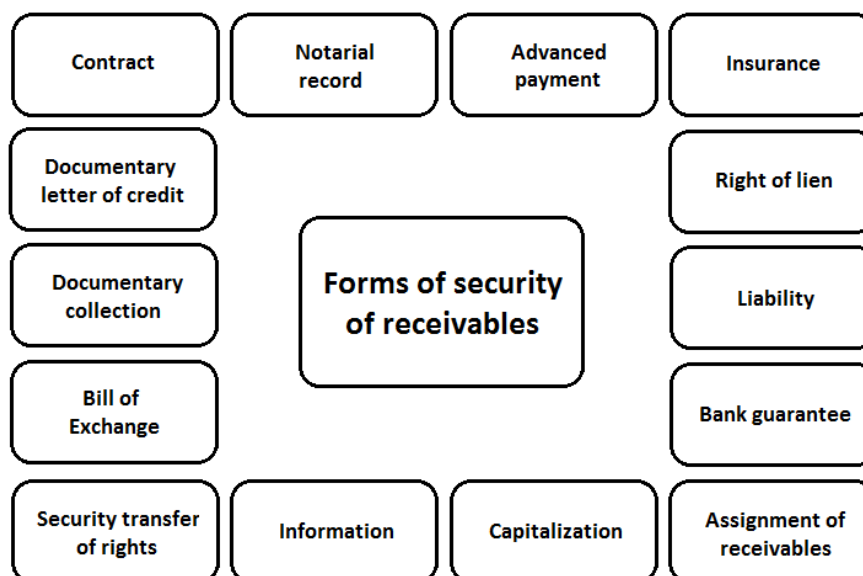 Contract
Notarial
record
Advanced
payment
Insurance
Documentary
letter of credit
Right of lien
Forms of security
of receivables
Documentary
collection
Liability
Bill of
Exchange
Bank guarantee
Security transfer
of rights
Information
Capitalization
Assignment of
receivables